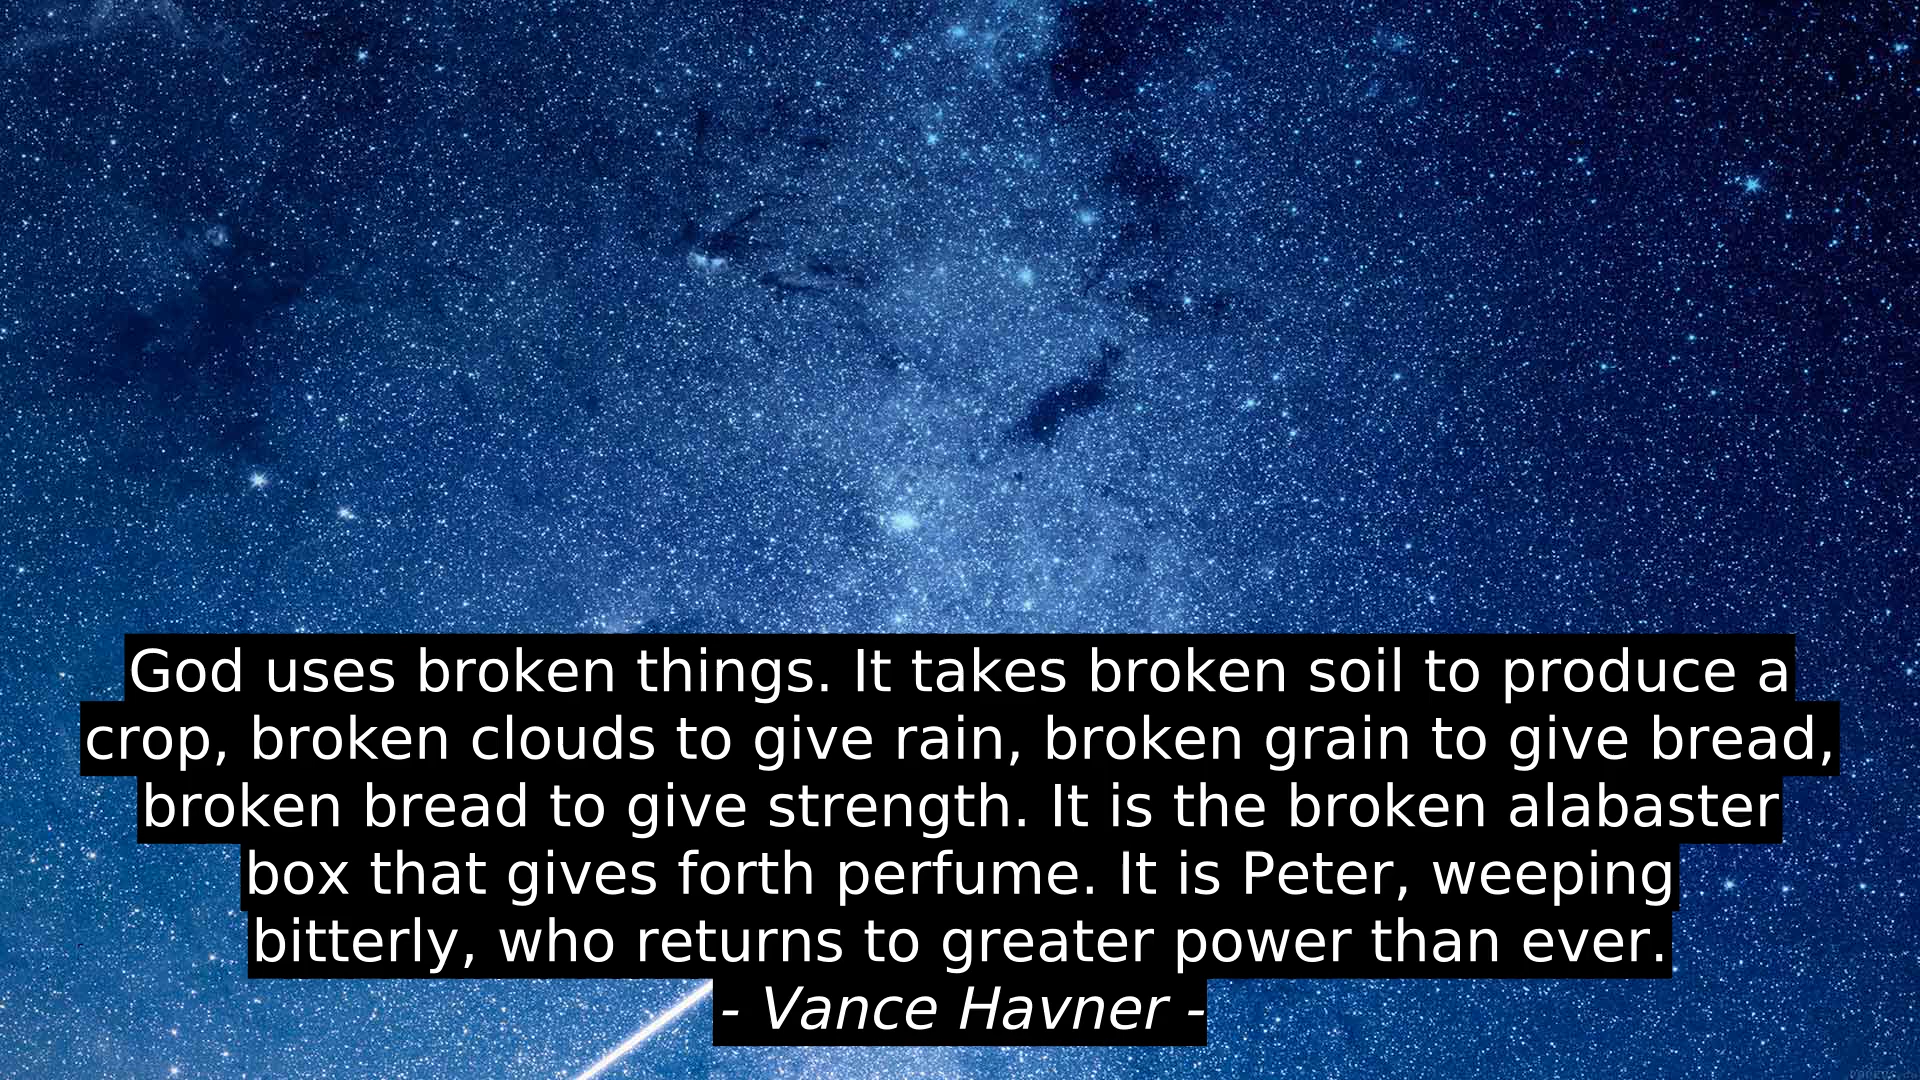 God uses broken things. It takes broken soil to produce a
crop, broken clouds to give rain, broken grain to give bread,
broken bread to give strength. It is the broken alabaster
box that gives forth perfume. It is Peter, weeping
bitterly, who returns to greater power than ever.
- Vance Havner -